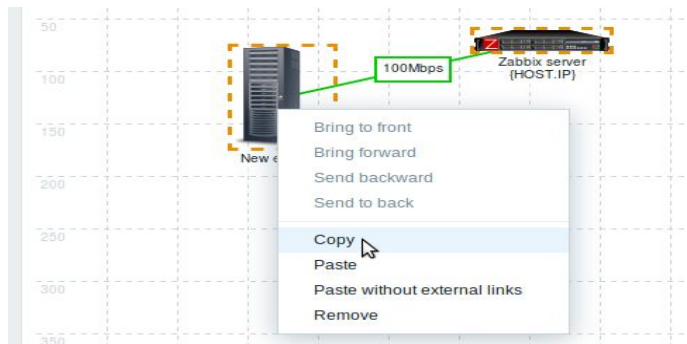 50
100Mbps
Zabbix server
{HOST.IP}
100
Bring to front
150
Bring forward
New e
Send backward
200
Send to back
Copy
250
Paste
Paste without external links
300
Remove
350